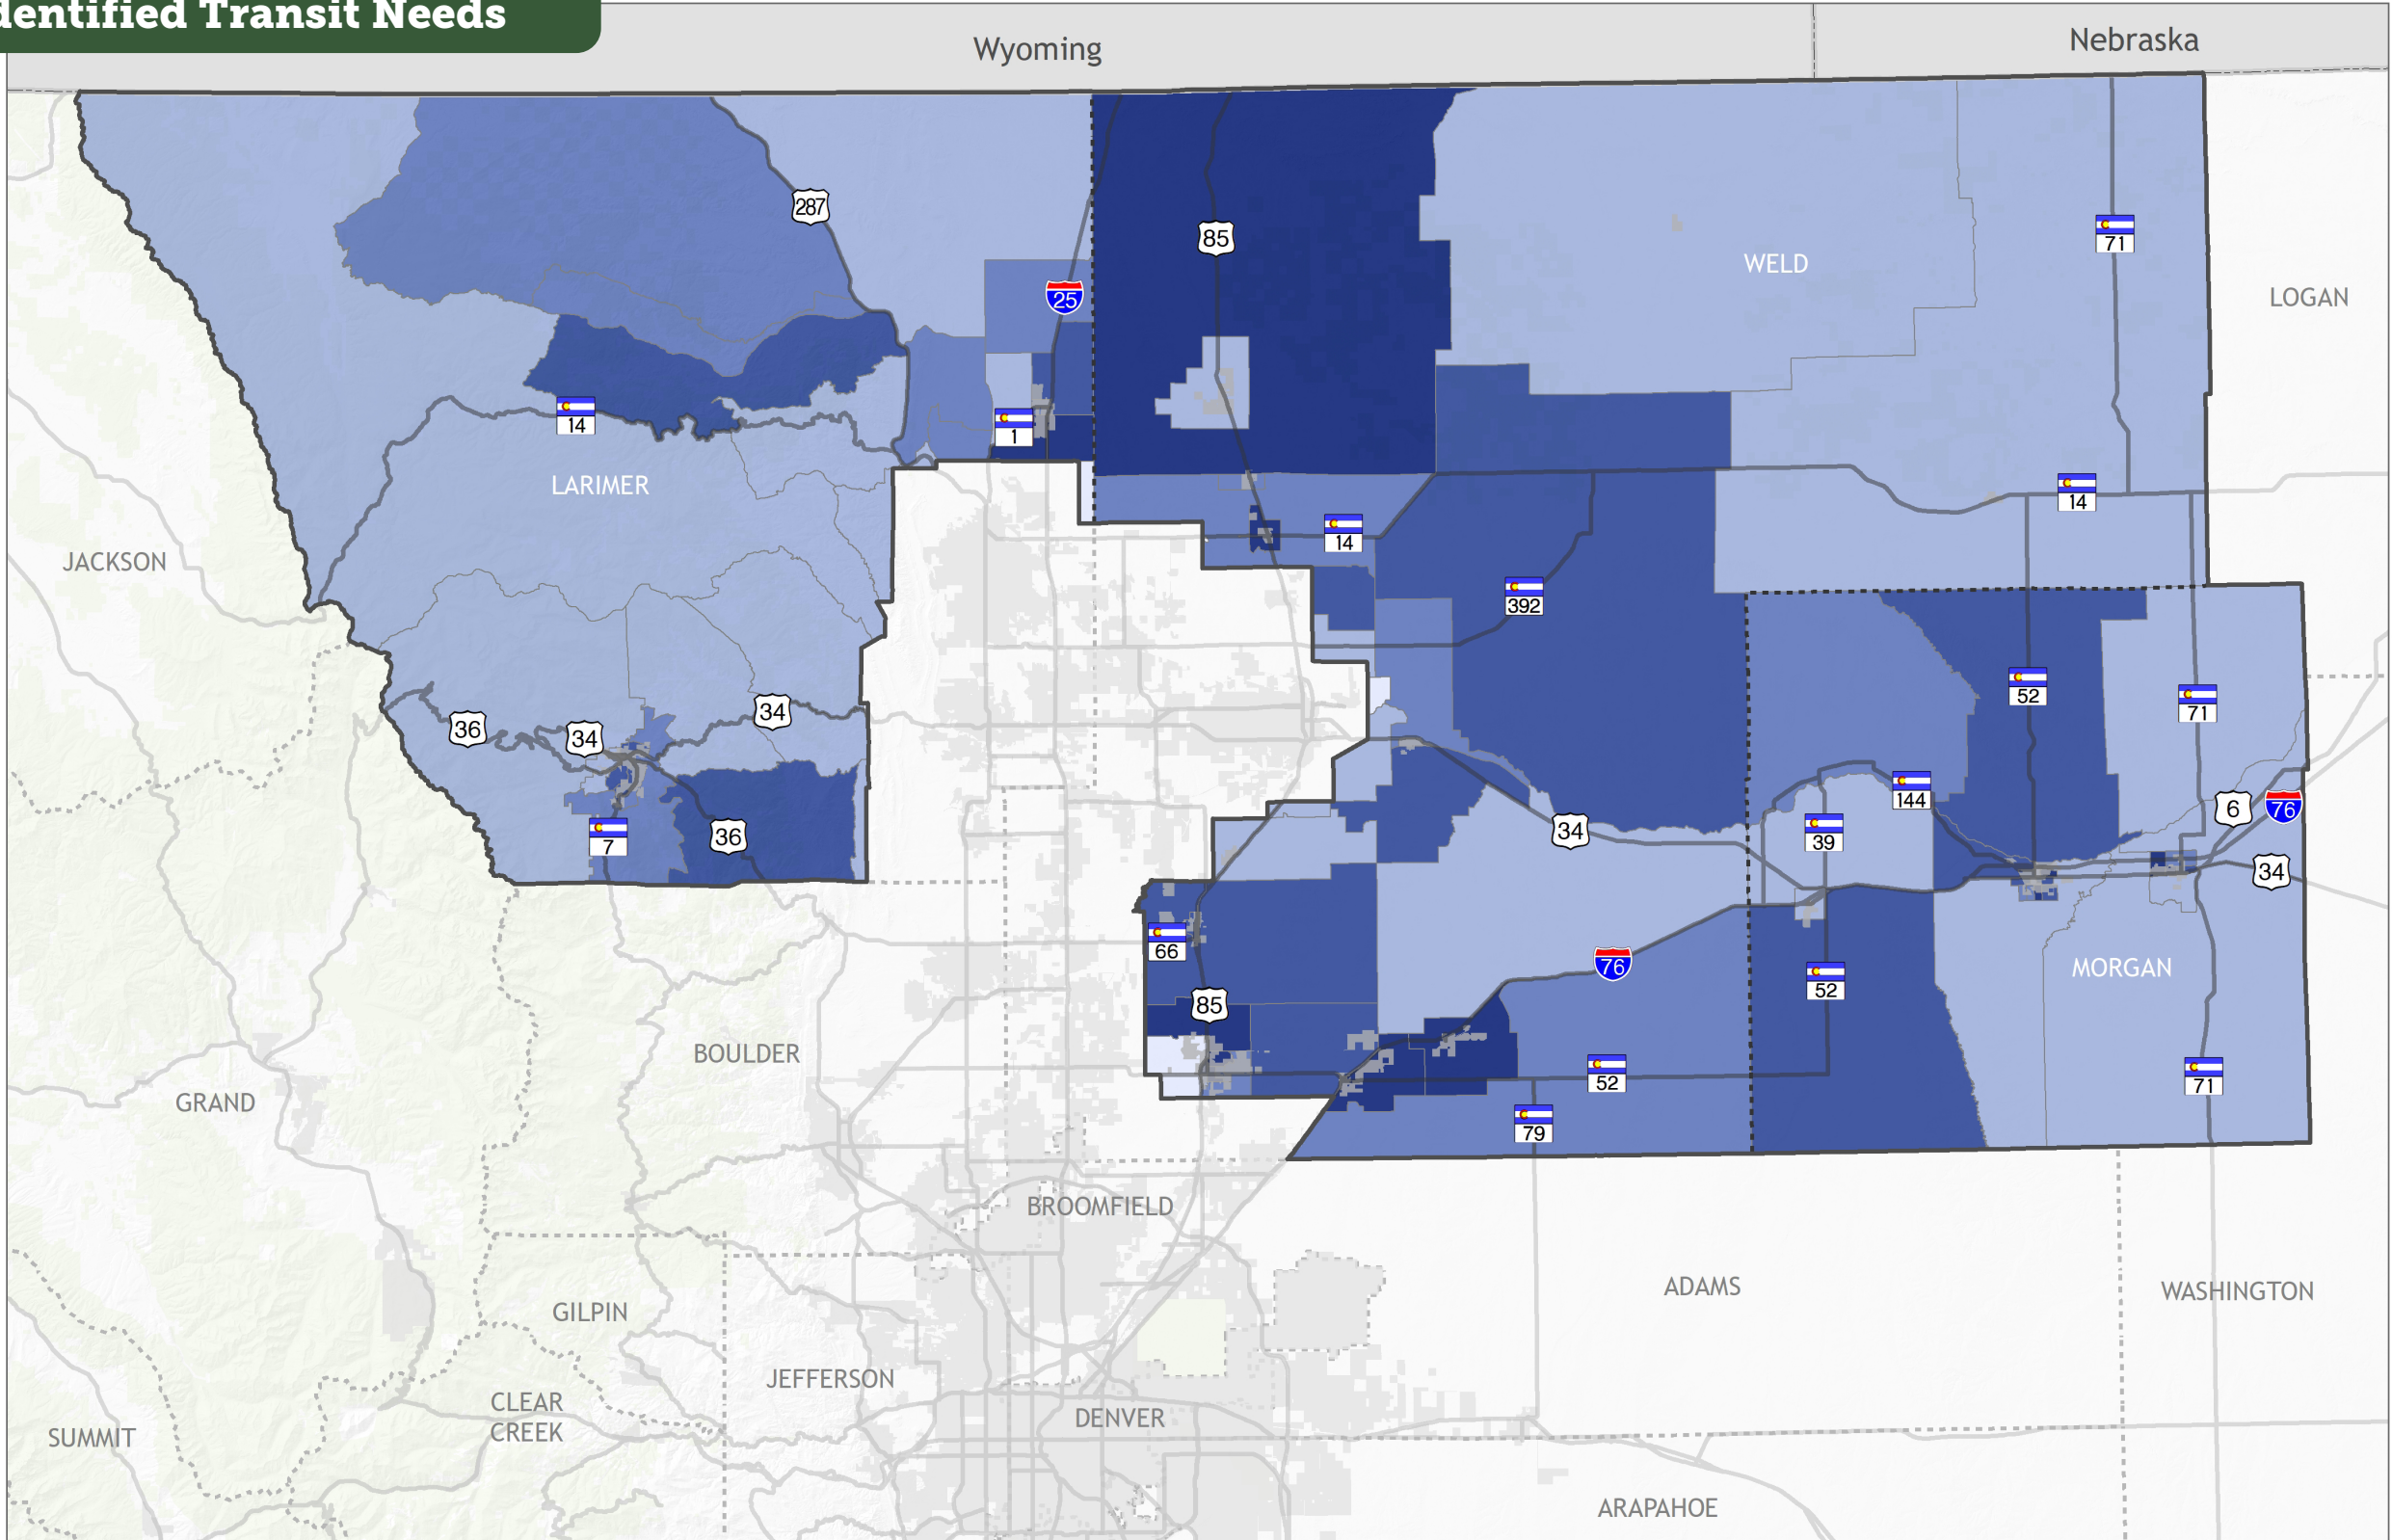 dentified Transit Needs
Wyoming
Nebraska
287
85
25
WELD
71
LOGAN
14
1
LARIMER
14
14
JACKSON
392
52
71
36
34
34
144
6
76
7
36
34
39
34
66
76
MORGAN
52
85
BOULDER
52
71
GRAND
79
BROOMFIELD
ADAMS
WASHINGTON
GILPIN
JEFFERSON
CLEAR
CREEK
DENVER
SUMMIT
ARAPAHOE